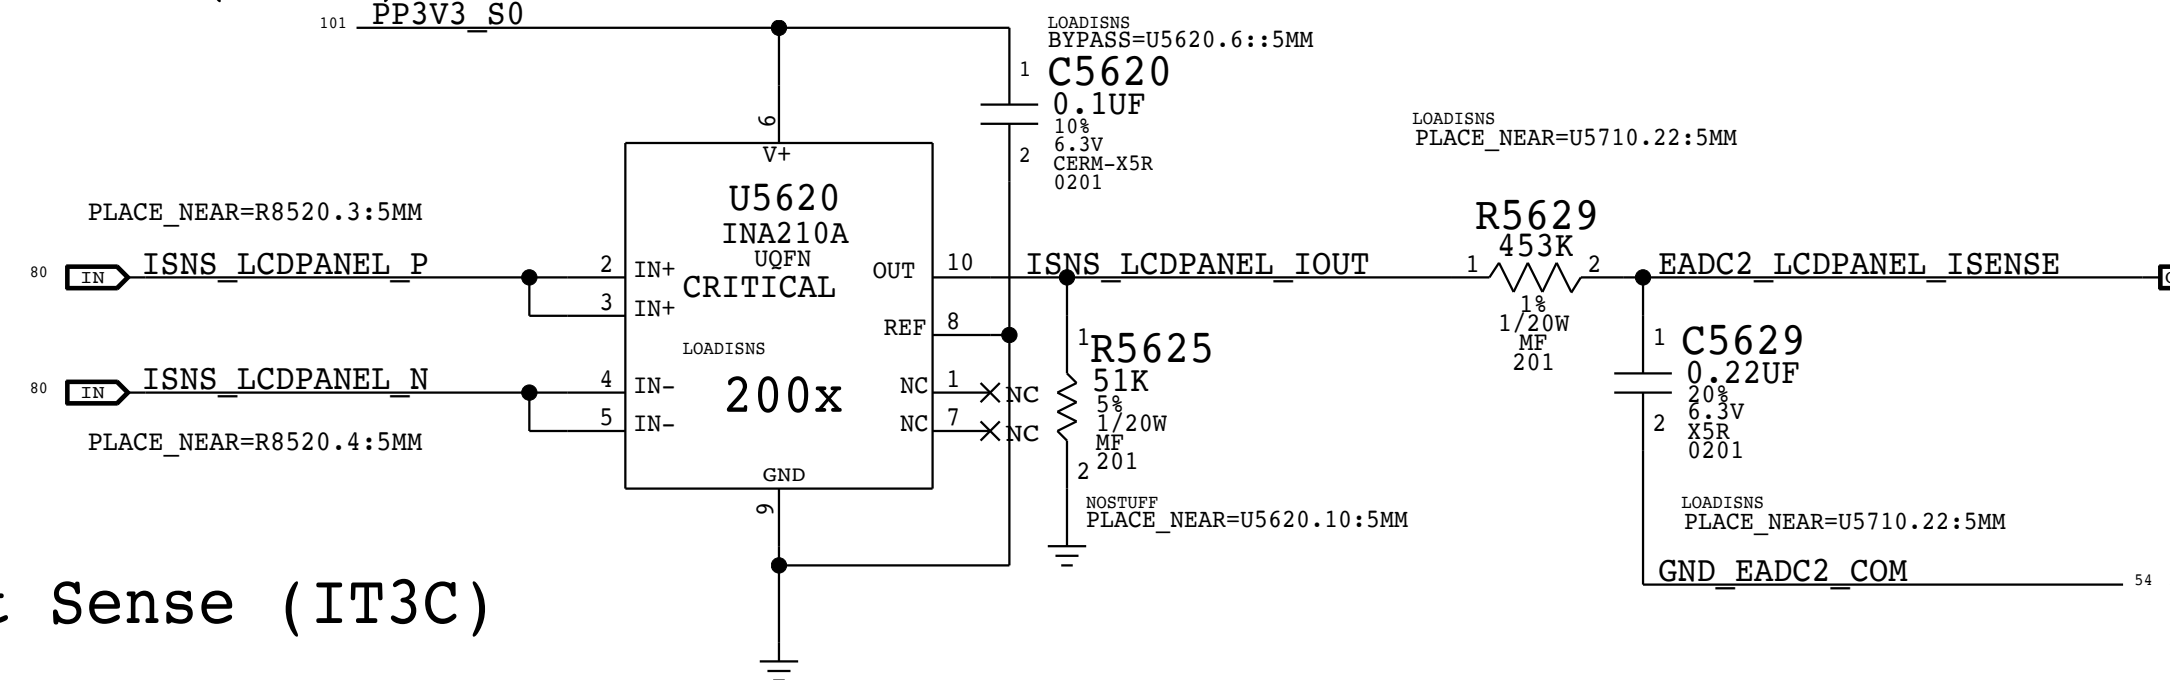 101 PP3V3_S0
LOADISNS
BYPASS=U5620.6::5MM
1 C5620
0.1UF
10%
6.3V
2 CERM-X5R
0201
LOADISNS
PLACE_NEAR=U5710.22:5MM
6
V+
U5620
INA210A
UQFN
CRITICAL
LOADISNS
200x
PLACE_NEAR=R8520.3:5MM
80 IN ISNS_LCDPANEL_P 2 IN+
3 IN+
80 IN ISNS_LCDPANEL_N 4 IN-
5 IN-
PLACE_NEAR=R8520.4:5MM
OUT 10 ISNS_LCDPANEL_IOUT
REF 8
NC 1 NC
NC 7 NC
GND
9
1 R5625
51K
5%
1/20W
MF
2 201
NOSTUFF
PLACE_NEAR=U5620.10:5MM
R5629
453K
1 2
1%
1/20W
MF
201
EADC2_LCDPANEL_ISENSE
1 C5629
0.22UF
20%
6.3V
2 X5R
0201
LOADISNS
PLACE_NEAR=U5710.22:5MM
GND_EADC2_COM 54
Sense (IT3C)